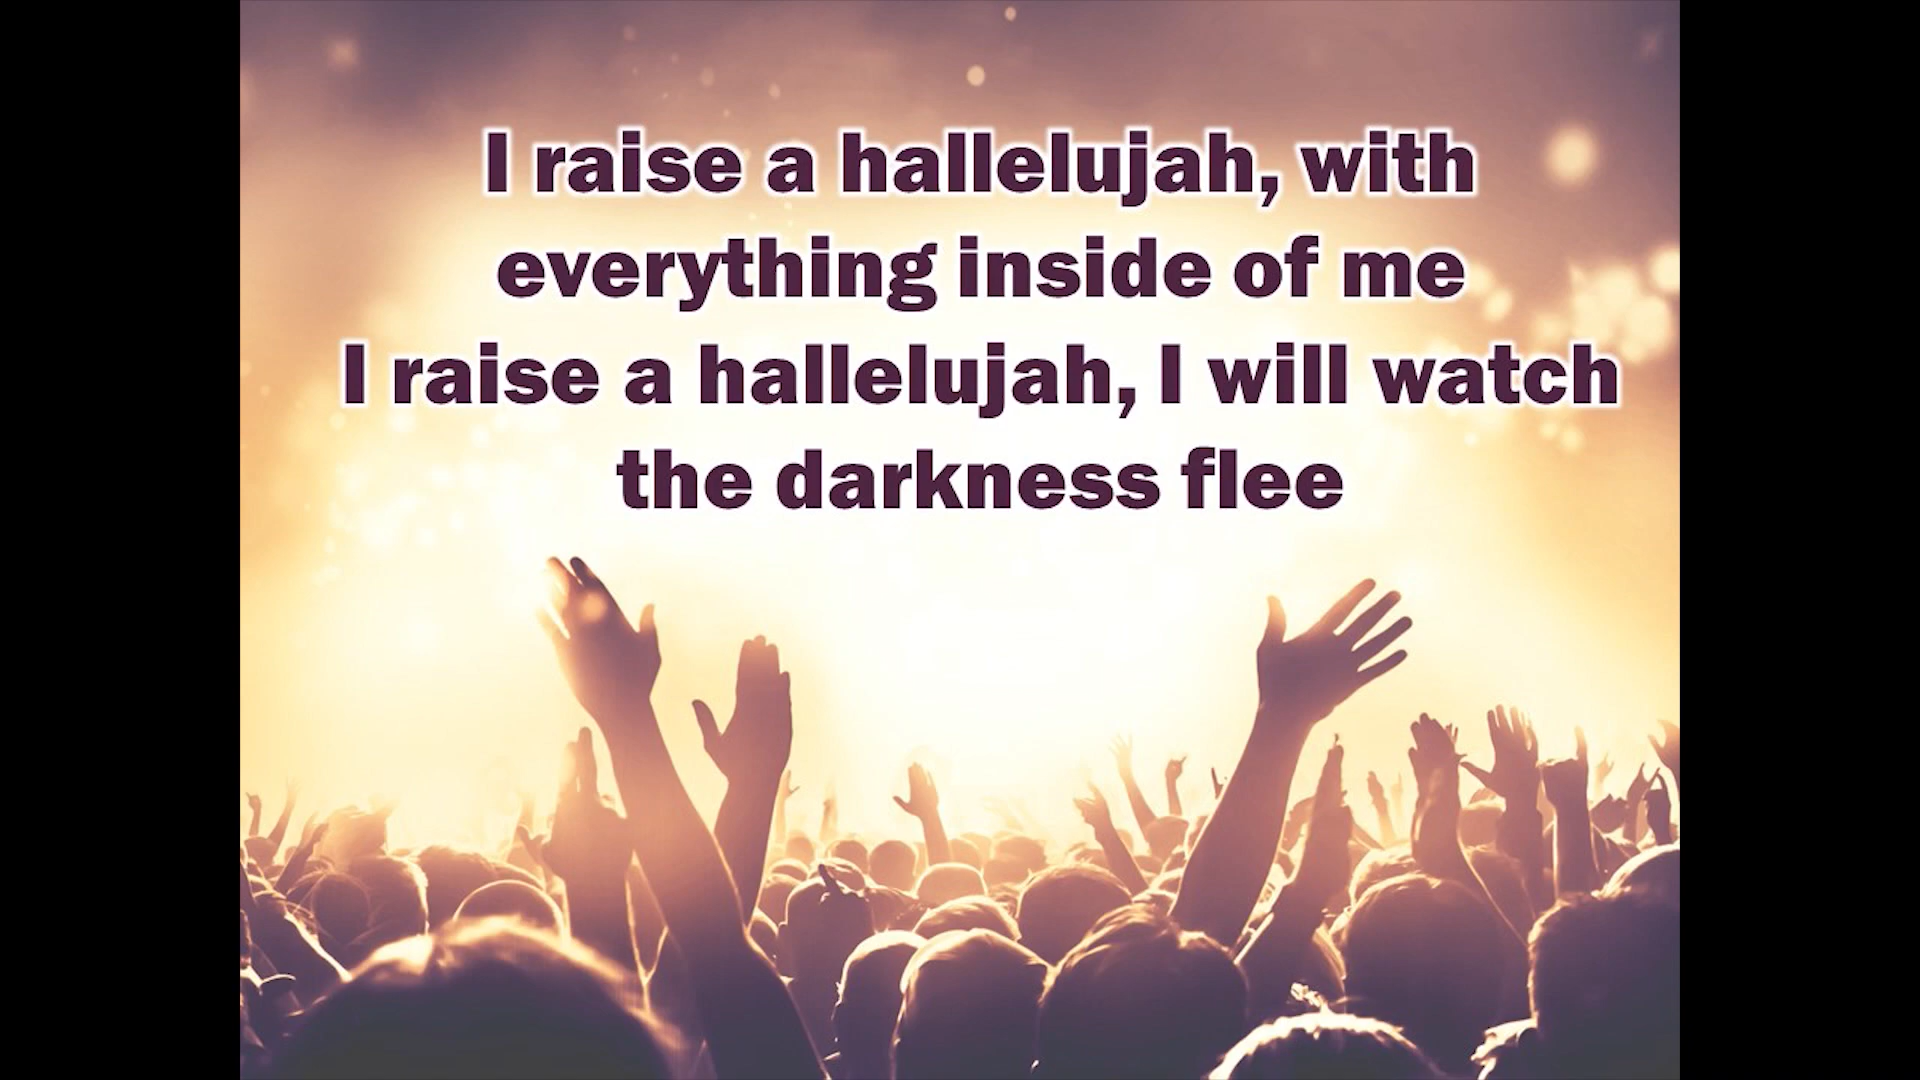 I raise a hallelujah, with
everything inside of me
I raise a hallelujah, I will watch
the darkness flee